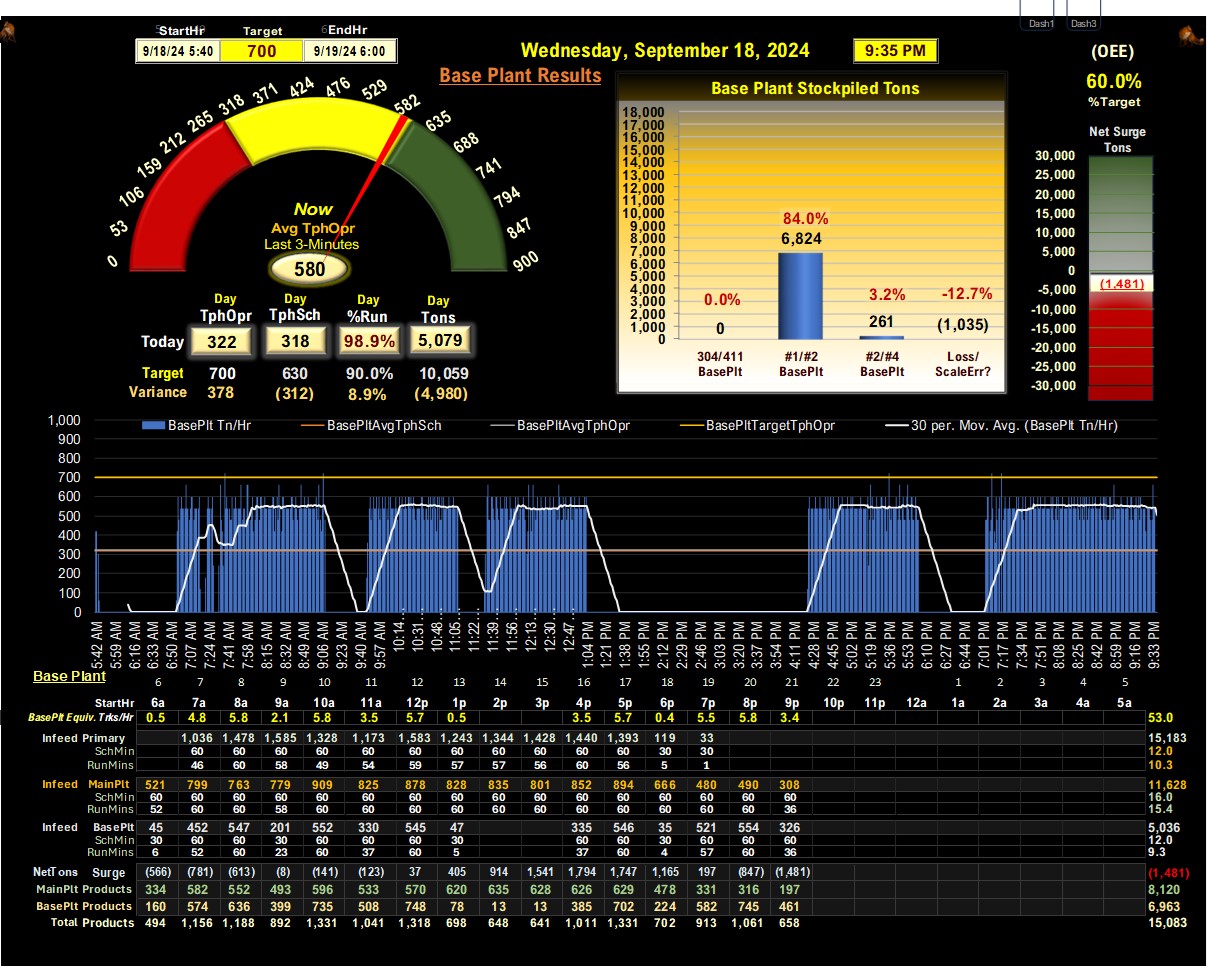 Dash1 Dash3
StartHr Target EndHr
9/18/24 5:40 700 9/19/24 6:00
Wednesday, September 18, 2024 9:35 PM
(OEE)
60.0%
%Target
Base Plant Results
0 53 106 159 212 265 318 371 424 476 529 582 635 688 741 794 847 900
Now
Avg TphOpr
Last 3-Minutes
580
Day Day Day Day
TphOpr TphSch %Run Tons
Today 322 318 98.9% 5,079
Target 700 630 90.0% 10,059
Variance 378 (312) 8.9% (4,980)
Base Plant Stockpiled Tons
18,000
17,000
16,000
15,000
14,000
13,000
12,000
11,000
10,000
9,000
8,000
7,000
6,000
5,000
4,000
3,000
2,000
1,000
0
84.0%
6,824
0.0% 3.2% -12.7%
0 261 (1,035)
304/411 #1/#2 #2/#4 Loss/
BasePlt BasePlt BasePlt ScaleErr?
Net Surge
Tons
30,000
25,000
20,000
15,000
10,000
5,000
0
(1,481)
-5,000
-10,000
-15,000
-20,000
-25,000
-30,000
BasePlt Tn/Hr BasePltAvgTphSch BasePltAvgTphOpr BasePltTargetTphOpr 30 per. Mov. Avg. (BasePlt Tn/Hr)
1,000
900
800
700
600
500
400
300
200
100
0
5:42 AM 5:59 AM 6:16 AM 6:33 AM 6:50 AM 7:07 AM 7:24 AM 7:41 AM 7:58 AM 8:15 AM 8:32 AM 8:49 AM 9:06 AM 9:23 AM 9:40 AM 9:57 AM 10:14... 10:31... 10:48... 11:05... 11:22... 11:39... 11:56... 12:13... 12:30... 12:47... 1:04 PM 1:21 PM 1:38 PM 1:55 PM 2:12 PM 2:29 PM 2:46 PM 3:03 PM 3:20 PM 3:37 PM 3:54 PM 4:11 PM 4:28 PM 4:45 PM 5:02 PM 5:19 PM 5:36 PM 5:53 PM 6:10 PM 6:27 PM 6:44 PM 7:01 PM 7:17 PM 7:34 PM 7:51 PM 8:08 PM 8:25 PM 8:42 PM 8:59 PM 9:16 PM 9:33 PM
Base Plant
6 7 8 9 10 11 12 13 14 15 16 17 18 19 20 21 22 23 1 2 3 4 5
StartHr 6a 7a 8a 9a 10a 11a 12p 1p 2p 3p 4p 5p 6p 7p 8p 9p 10p 11p 12a 1a 2a 3a 4a 5a
BasePlt Equiv. Trks/Hr 0.5 4.8 5.8 2.1 5.8 3.5 5.7 0.5 3.5 5.7 0.4 5.5 5.8 3.4 53.0
Infeed Primary 1,036 1,478 1,585 1,328 1,173 1,583 1,243 1,344 1,428 1,440 1,393 119 33 15,183
SchMin 60 60 60 60 60 60 60 60 60 60 60 30 30 12.0
RunMins 46 60 58 49 54 59 57 57 56 60 56 5 1 10.3
Infeed MainPlt 521 799 763 779 909 825 878 828 835 801 852 894 666 480 490 308 11,628
SchMin 60 60 60 60 60 60 60 60 60 60 60 60 60 60 60 60 16.0
RunMins 52 60 60 58 60 60 60 60 60 60 60 60 60 60 60 36 15.4
Infeed BasePlt 45 452 547 201 552 330 545 47 335 546 35 521 554 326 5,036
SchMin 30 60 60 30 60 60 60 30 60 60 30 60 60 60 12.0
RunMins 6 52 60 23 60 37 60 5 37 60 4 57 60 36 9.3
NetTons Surge (566) (781) (613) (8) (141) (123) 37 405 914 1,541 1,794 1,747 1,165 197 (847) (1,481) (1,481)
MainPlt Products 334 582 552 493 596 533 570 620 635 628 626 629 478 331 316 197 8,120
BasePlt Products 160 574 636 399 735 508 748 78 13 13 385 702 224 582 745 461 6,963
Total Products 494 1,156 1,188 892 1,331 1,041 1,318 698 648 641 1,011 1,331 702 913 1,061 658 15,083